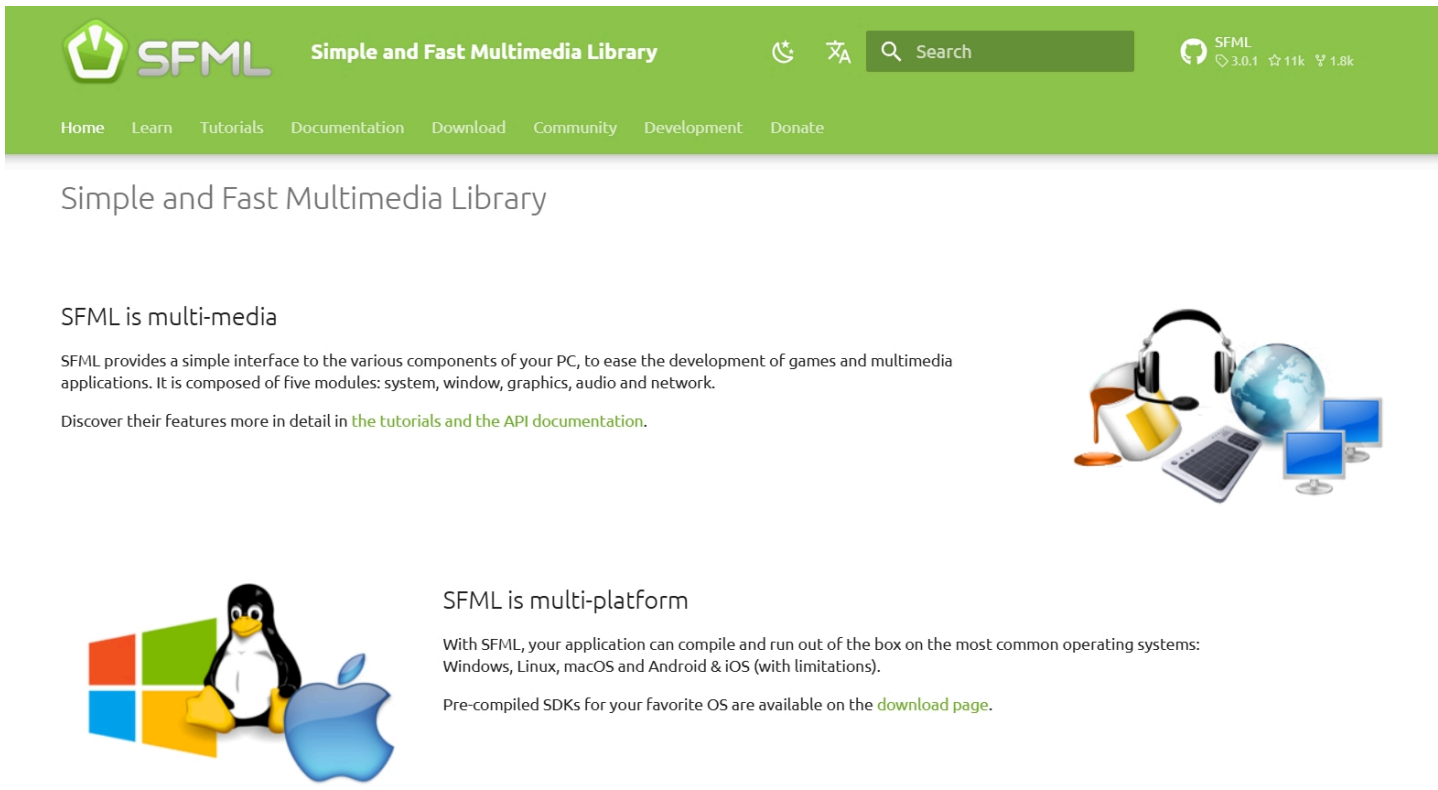 SFML
Simple and Fast Multimedia Library
Search
SFML
3.0.1 11k 1.8k
Home Learn Tutorials Documentation Download Community Development Donate
Simple and Fast Multimedia Library
SFML is multi-media
SFML provides a simple interface to the various components of your PC, to ease the development of games and multimedia
applications. It is composed of five modules: system, window, graphics, audio and network.
Discover their features more in detail in the tutorials and the API documentation.
SFML is multi-platform
With SFML, your application can compile and run out of the box on the most common operating systems:
Windows, Linux, macOS and Android & iOS (with limitations).
Pre-compiled SDKs for your favorite OS are available on the download page.